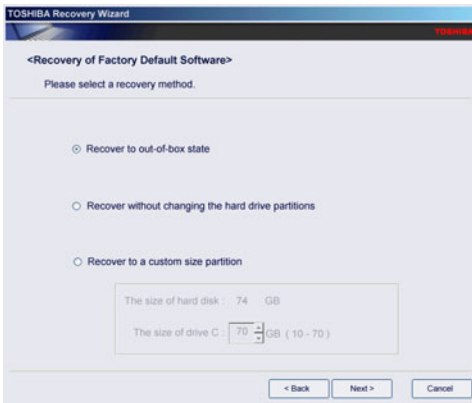 TOSHIBA Recovery Wizard
TOSHIBA
<Recovery of Factory Default Software>
Please select a recovery method.
Recover to out-of-box state
Recover without changing the hard drive partitions
Recover to a custom size partition
The size of hard disk : 74 GB
The size of drive C : 70 GB ( 10 - 70 )
< Back Next > Cancel